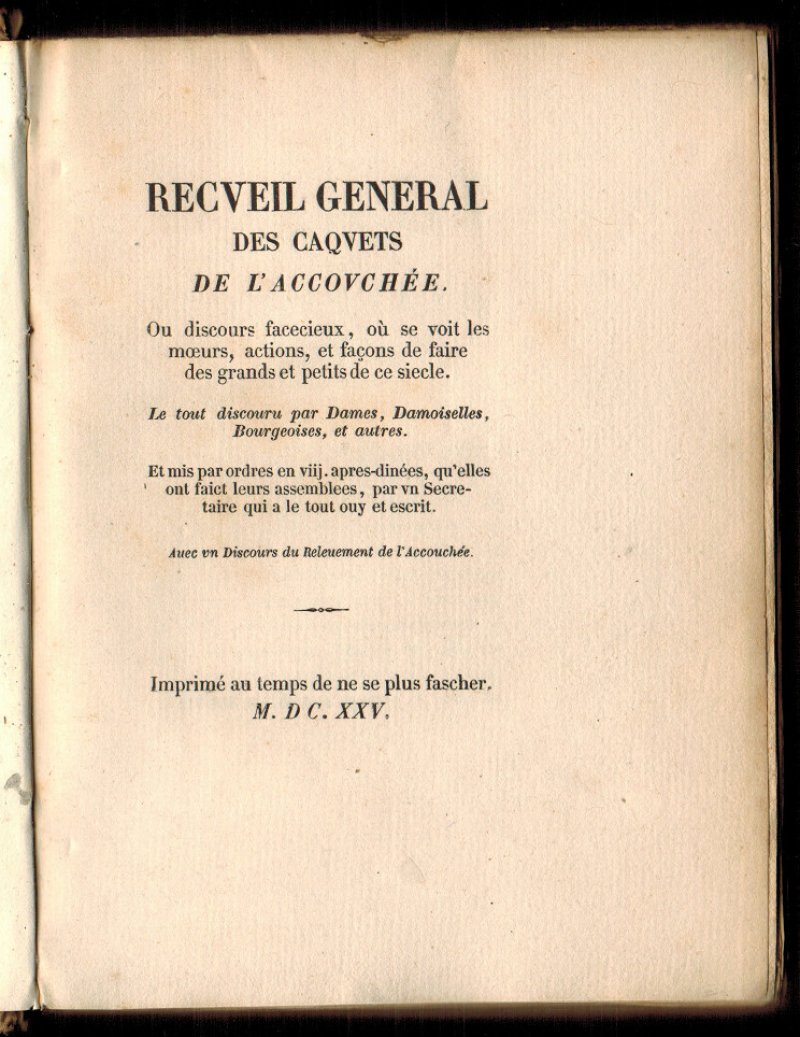 RECVEIL GENERAL
DES CAQVETS
DE L'ACCOVCHÉE.
Ou discours facecieux, où se voit les
mœurs, actions, et façons de faire
des grands et petits de ce siecle.
Le tout discouru par Dames, Damoiselles,
Bourgeoises, et autres.
Et mis par ordres en viij. apres-dinées, qu'elles
ont faict leurs assemblees, par vn Secre-
taire qui a le tout ouy et escrit.
Auec vn Discours du Releuement de l'Accouchée.
Imprimé au temps de ne se plus fascher.
M. D C. XXV.